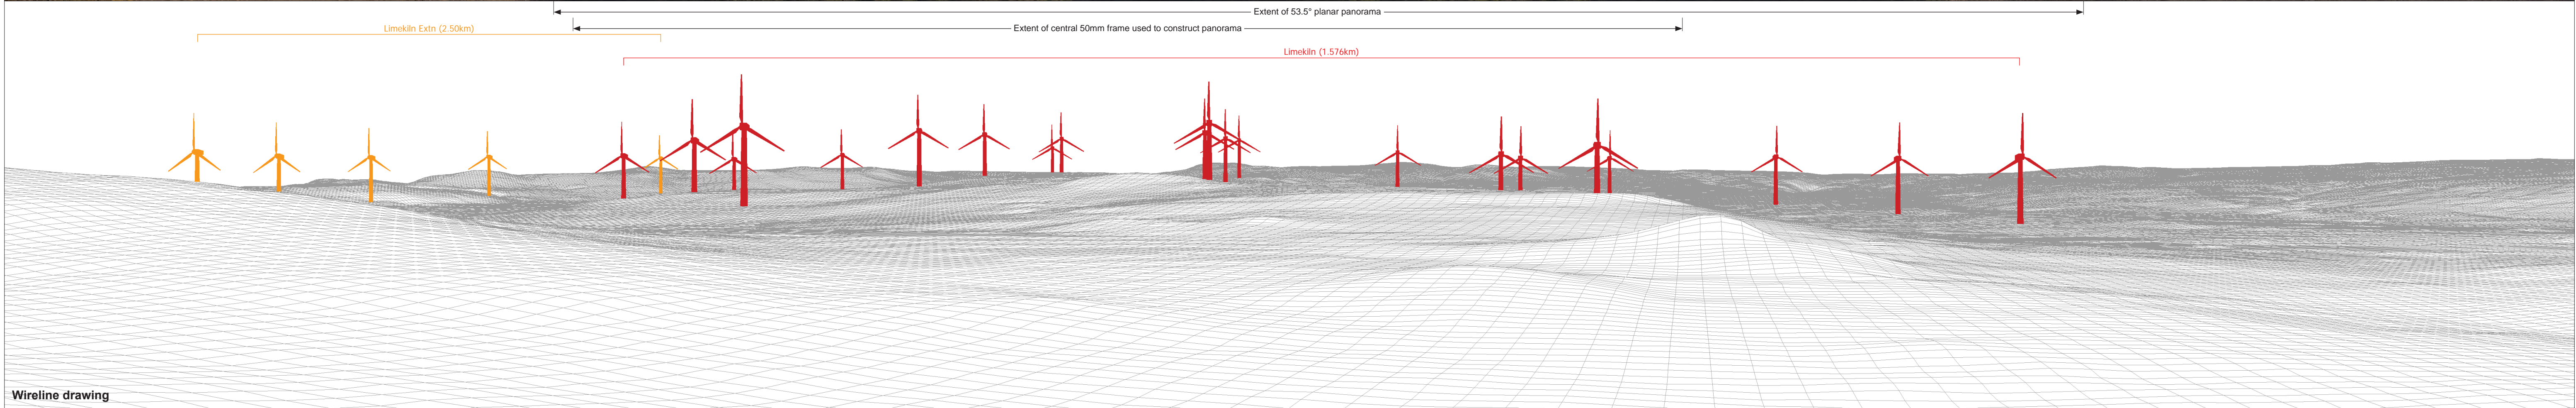 Extent of 53.5° planar panorama
Limekiln Extn (2.50km)
Extent of central 50mm frame used to construct panorama
Limekiln (1.576km)
Wireline drawing